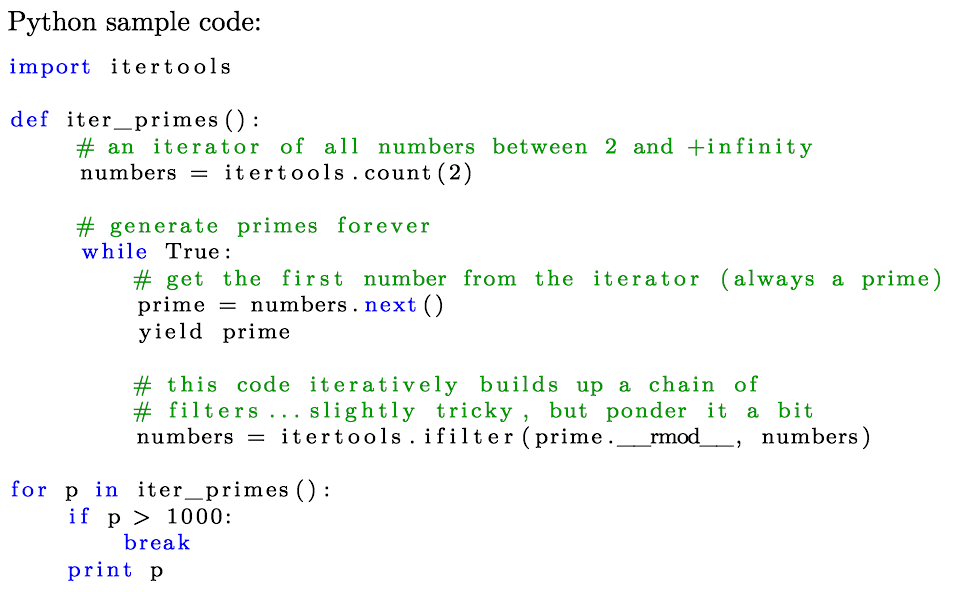 Python sample code:
import itertools
def iter_primes():
# an iterator of all numbers between 2 and +infinity
numbers = itertools.count(2)
# generate primes forever
while True:
# get the first number from the iterator (always a prime)
prime = numbers.next()
yield prime
# this code iteratively builds up a chain of
# filters...slightly tricky, but ponder it a bit
numbers = itertools.ifilter(prime.__rmod__, numbers)
for p in iter_primes():
if p > 1000:
break
print p